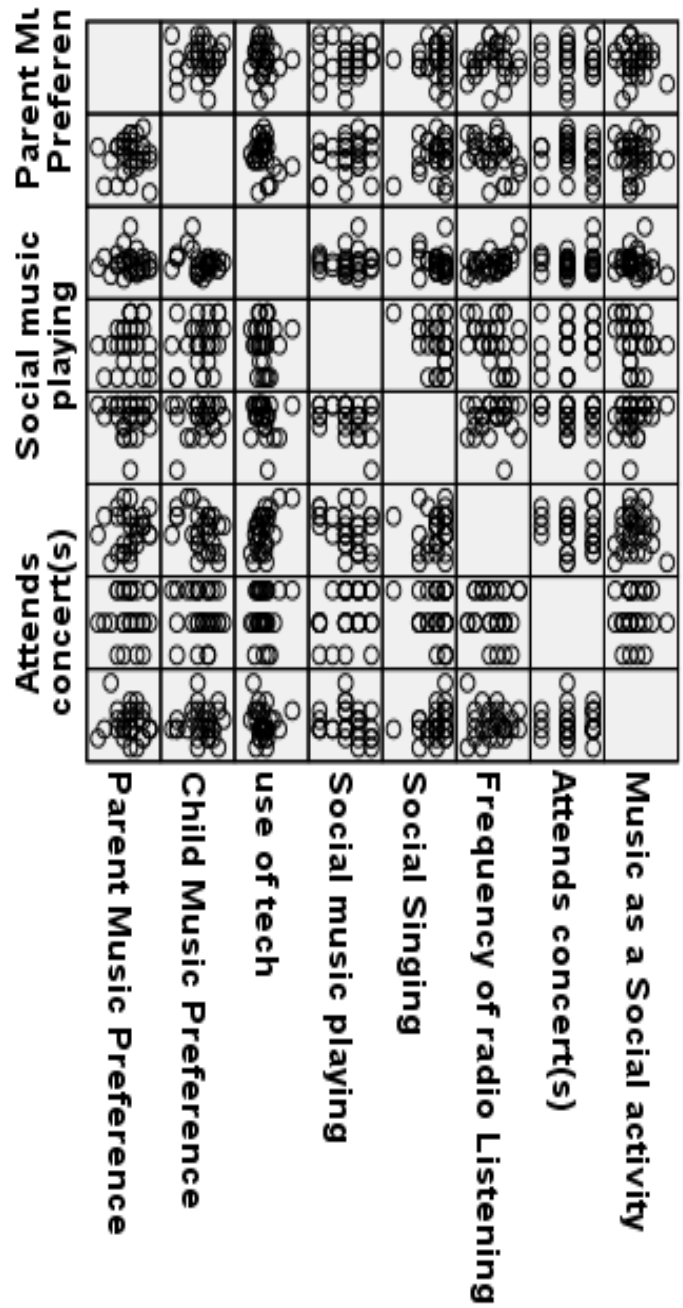 Parent Mu
Preferen
Social music
playing
Attends
concert(s)
Parent Music Preference
Child Music Preference
use of tech
Social music playing
Social Singing
Frequency of radio Listening
Attends concert(s)
Music as a Social activity